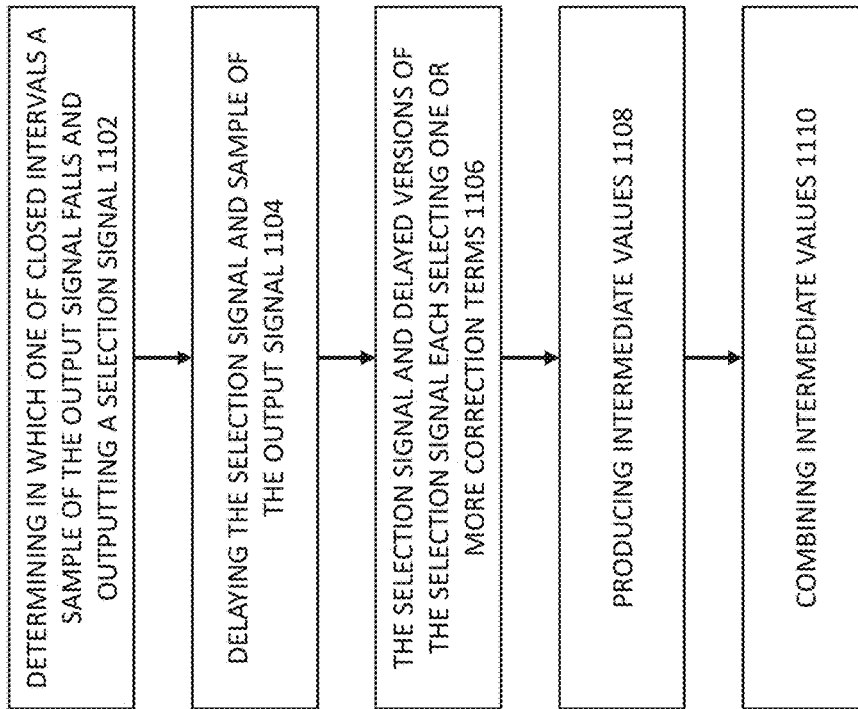 DETERMINING IN WHICH ONE OF CLOSED INTERVALS A
SAMPLE OF THE OUTPUT SIGNAL FALLS AND
OUTPUTTING A SELECTION SIGNAL 1102
DELAYING THE SELECTION SIGNAL AND SAMPLE OF
THE OUTPUT SIGNAL 1104
THE SELECTION SIGNAL AND DELAYED VERSIONS OF
THE SELECTION SIGNAL EACH SELECTING ONE OR
MORE CORRECTION TERMS 1106
PRODUCING INTERMEDIATE VALUES 1108
COMBINING INTERMEDIATE VALUES 1110